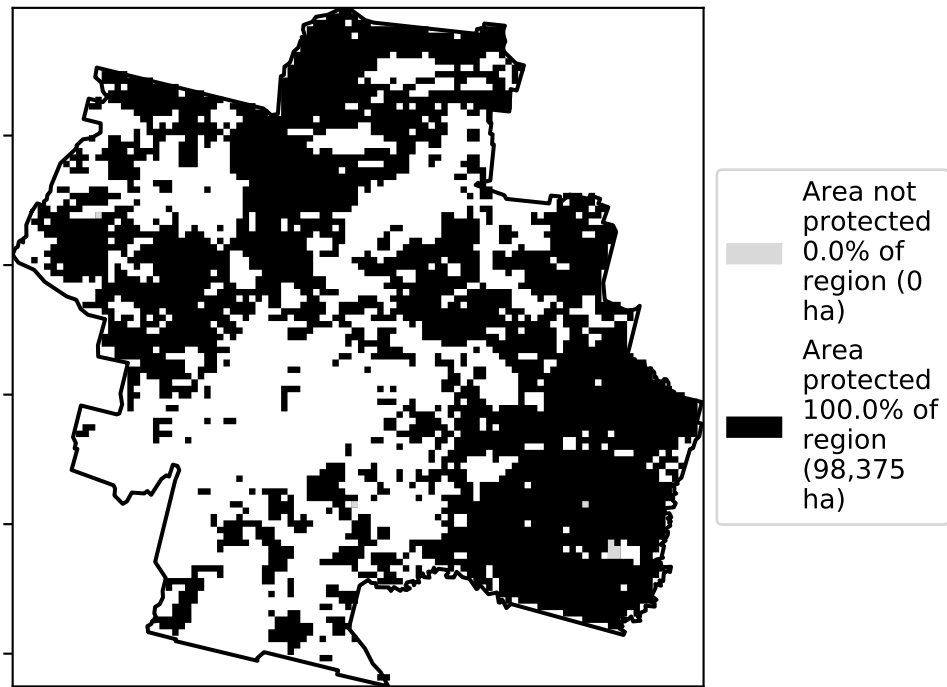 Area not
protected
0.0% of
region (0
ha)
Area
protected
100.0% of
region
(98,375
ha)